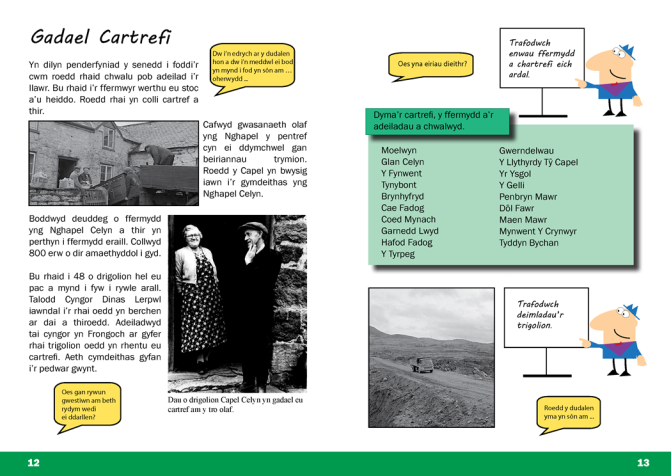 Gadael Cartrefi
Dw i'n edrych ar y dudalen
hon a dw i'n meddwl ei bod
yn mynd i fod yn sôn am ....
oherwydd ...
Yn dilyn penderfyniad y senedd i foddi'r
cwm roedd rhaid chwalu pob adeilad i'r
llawr. Bu rhaid i'r ffermwyr werthu eu stoc
a'u heiddo. Roedd rhai yn colli cartref a
thir.
Cafwyd gwasanaeth olaf
yng Nghapel y pentref
cyn ei ddymchwel gan
beiriannau trymion.
Roedd y Capel yn bwysig
iawn i'r gymdeithas yng
Nghapel Celyn.
Boddwyd deuddeg o ffermydd
yng Nghapel Celyn a thir yn
perthyn i ffermydd eraill. Collwyd
800 erw o dir amaethyddol i gyd.
Bu rhaid i 48 o drigolion hel eu
pac a mynd i fyw i rywle arall.
Talodd Cyngor Dinas Lerpwl
iawndal i'r rhai oedd yn berchen
ar dai a thiroedd. Adeiladwyd
tai cyngor yn Frongoch ar gyfer
rhai trigolion oedd yn rhentu eu
cartrefi. Aeth cymdeithas gyfan
i'r pedwar gwynt.
Dau o drigolion Capel Celyn yn gadael eu
cartref am y tro olaf.
Oes gan rywun
gwestiwn am beth
rydym wedi
ei ddarllen?
12
Oes yna eiriau dieithr?
Trafodwch
enwau ffermydd
a chartrefi eich
ardal.
Dyma'r cartrefi, y ffermydd a'r
adeiladau a chwalwyd.
Moelwyn
Glan Celyn
Y Fynwent
Tynybont
Brynhyfryd
Cae Fadog
Coed Mynach
Garnedd Lwyd
Hafod Fadog
Y Tyrpeg
Gwerndelwau
Y Llythyrdy Tŷ Capel
Yr Ysgol
Y Gelli
Penbryn Mawr
Dôl Fawr
Maen Mawr
Mynwent Y Crynwyr
Tyddyn Bychan
Trafodwch
deimladau'r
trigolion.
Roedd y dudalen
yma yn sôn am ...
13